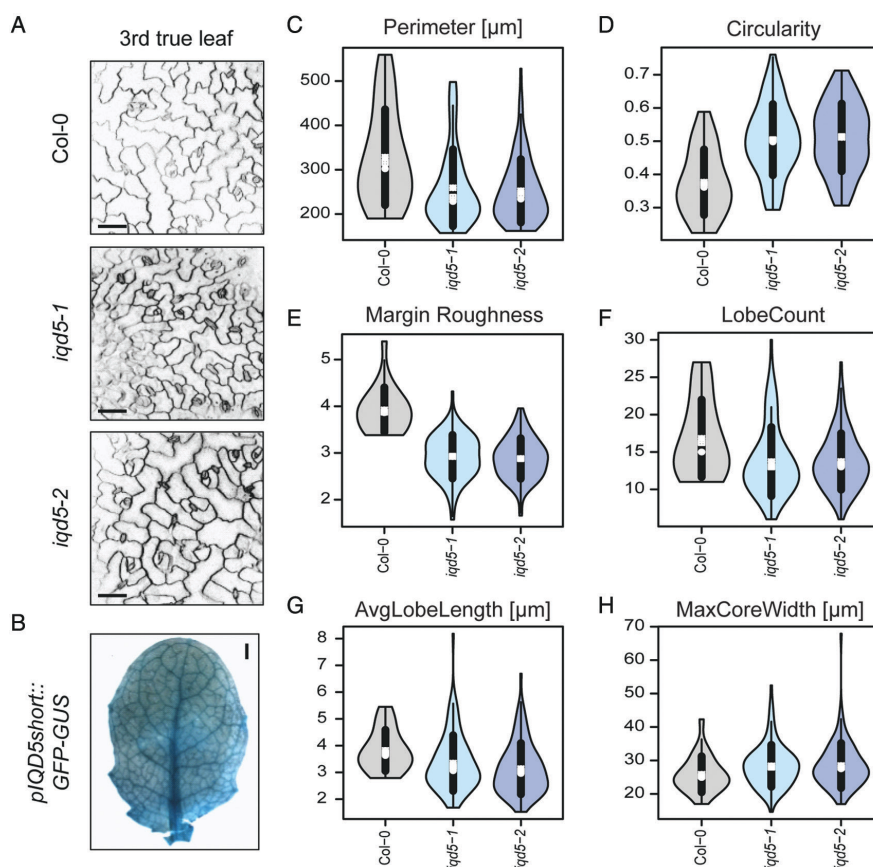 A
3rd true leaf
Col-0
iqd5-1
iqd5-2
B
pIQD5short::
GFP-GUS
C
Perimeter [µm]
500
400
300
200
Col-0
iqd5-1
iqd5-2
D
Circularity
0.7
0.6
0.5
0.4
0.3
Col-0
iqd5-1
iqd5-2
E
Margin Roughness
5
4
3
2
Col-0
iqd5-1
iqd5-2
F
LobeCount
30
25
20
15
10
Col-0
iqd5-1
iqd5-2
G
AvgLobeLength [µm]
8
7
6
5
4
3
2
Col-0
iqd5-1
iqd5-2
H
MaxCoreWidth [µm]
70
60
50
40
30
20
Col-0
iqd5-1
iqd5-2